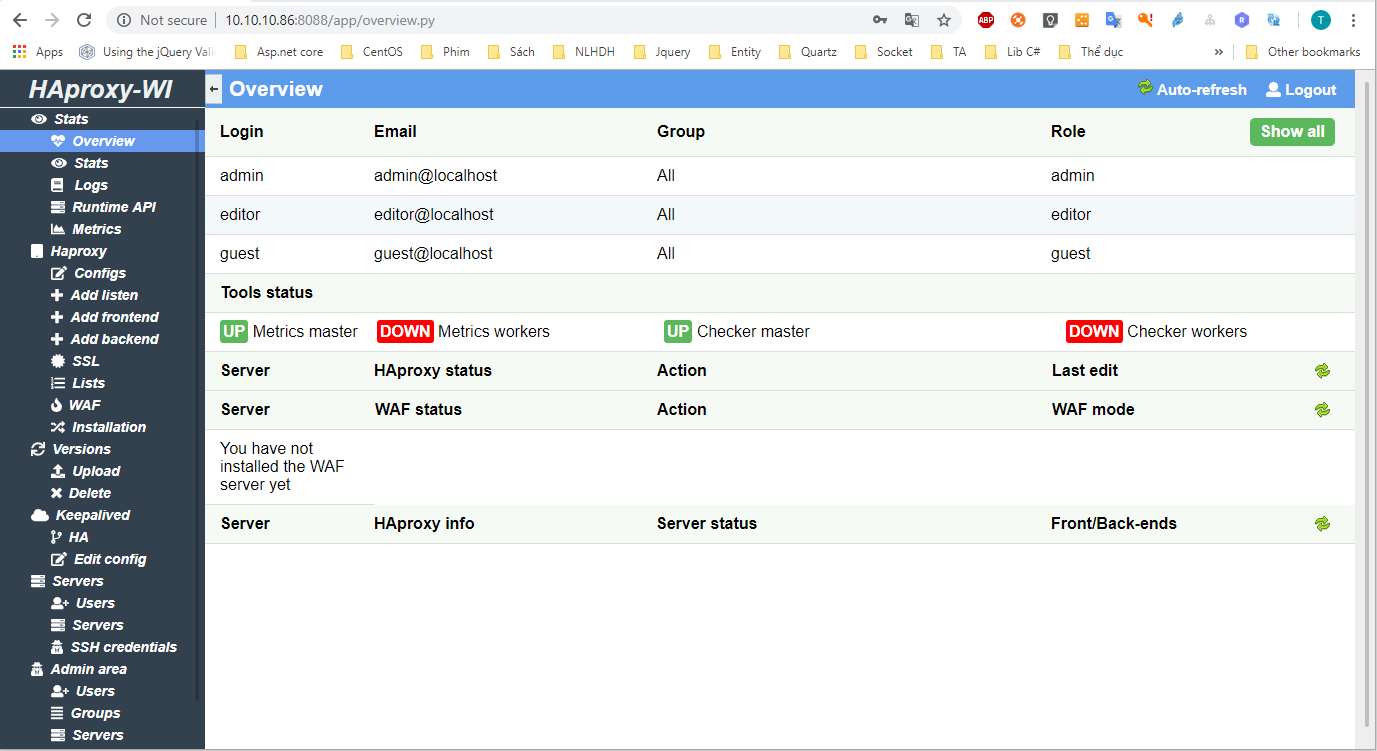 Not secure | 10.10.10.86:8088/app/overview.py
ABP
T
Apps Using the jQuery Vali Asp.net core CentOS Phim Sách NLHDH Jquery Entity Quartz Socket TA Lib C# Thể dục » Other bookmarks
HAproxy-WI
Overview
Auto-refresh
Logout
Stats
Overview
Stats
Logs
Runtime API
Metrics
Haproxy
Configs
Add listen
Add frontend
Add backend
SSL
Lists
WAF
Installation
Versions
Upload
Delete
Keepalived
HA
Edit config
Servers
Users
Servers
SSH credentials
Admin area
Users
Groups
Servers
Login Email Group Role Show all
admin admin@localhost All admin
editor editor@localhost All editor
guest guest@localhost All guest
Tools status
UP Metrics master DOWN Metrics workers UP Checker master DOWN Checker workers
Server HAproxy status Action Last edit
Server WAF status Action WAF mode
You have not
installed the WAF
server yet
Server HAproxy info Server status Front/Back-ends